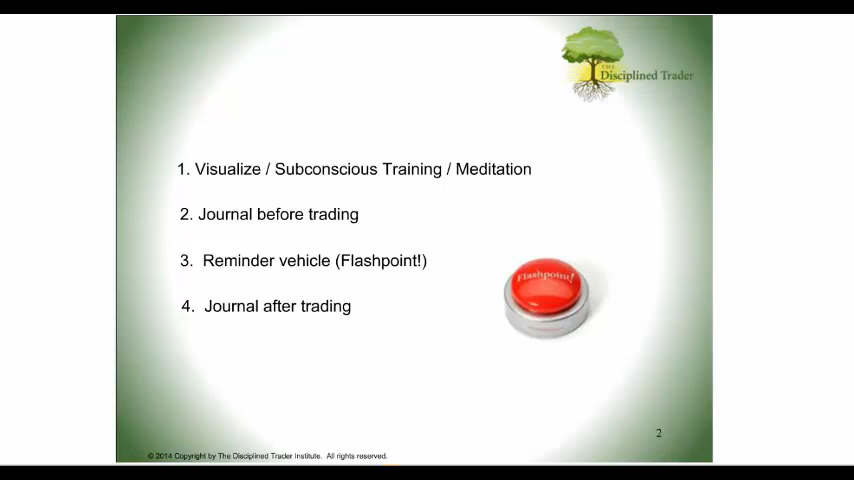 THE
Disciplined Trader
1. Visualize / Subconscious Training / Meditation
2. Journal before trading
3. Reminder vehicle (Flashpoint!)
Flashpoint!
4. Journal after trading
2
© 2014 Copyright by The Disciplined Trader Institute. All rights reserved.